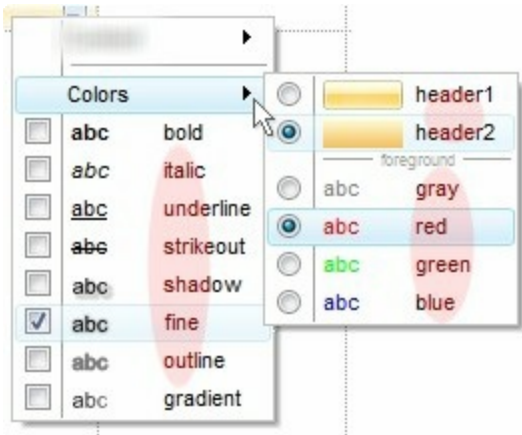 Colors
abc bold
abc italic
abc underline
abc strikeout
abc shadow
abc fine
abc outline
abc gradient
header1
header2
foreground
abc gray
abc red
abc green
abc blue